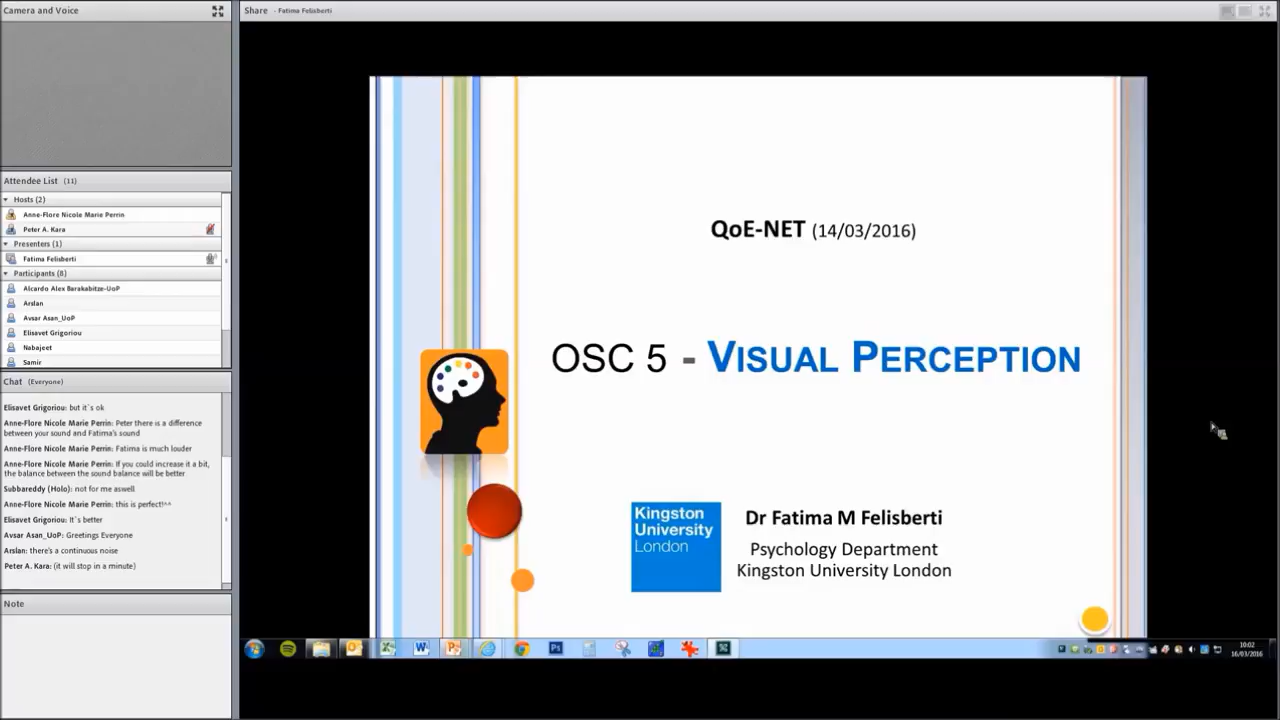 Camera and Voice
Share - Fatima Felisberti
Attendee List (11)
Hosts (2)
Anne-Flore Nicole Marie Perrin
Peter A. Kara
Presenters (1)
Fatima Felisberti
Participants (8)
Alcardo Alex Barakabitze-UoP
Arslan
Avsar Asan_UoP
Elisavet Grigoriou
Nabajeet
Samir
Chat (Everyone)
Elisavet Grigoriou: but it´s ok
Anne-Flore Nicole Marie Perrin: Peter there is a difference
between your sound and Fatima's sound
Anne-Flore Nicole Marie Perrin: Fatima is much louder
Anne-Flore Nicole Marie Perrin: If you could increase it a bit,
the balance between the sound balance will be better
Subbareddy (Holo): not for me aswell
Anne-Flore Nicole Marie Perrin: this is perfect!^^
Elisavet Grigoriou: It´s better
Avsar Asan_UoP: Greetings Everyone
Arslan: there's a continuous noise
Peter A. Kara: (it will stop in a minute)
Note
QoE-NET (14/03/2016)
OSC 5 - VISUAL PERCEPTION
Kingston
University
London
Dr Fatima M Felisberti
Psychology Department
Kingston University London
10:02
16/03/2016